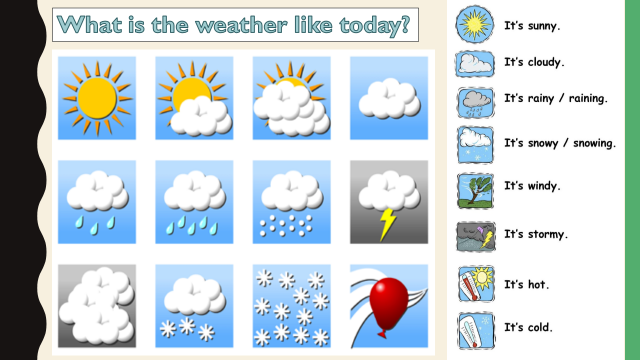 What is the weather like today?
It's sunny.
It's cloudy.
It's rainy / raining.
It's snowy / snowing.
It's windy.
It's stormy.
It's hot.
It's cold.